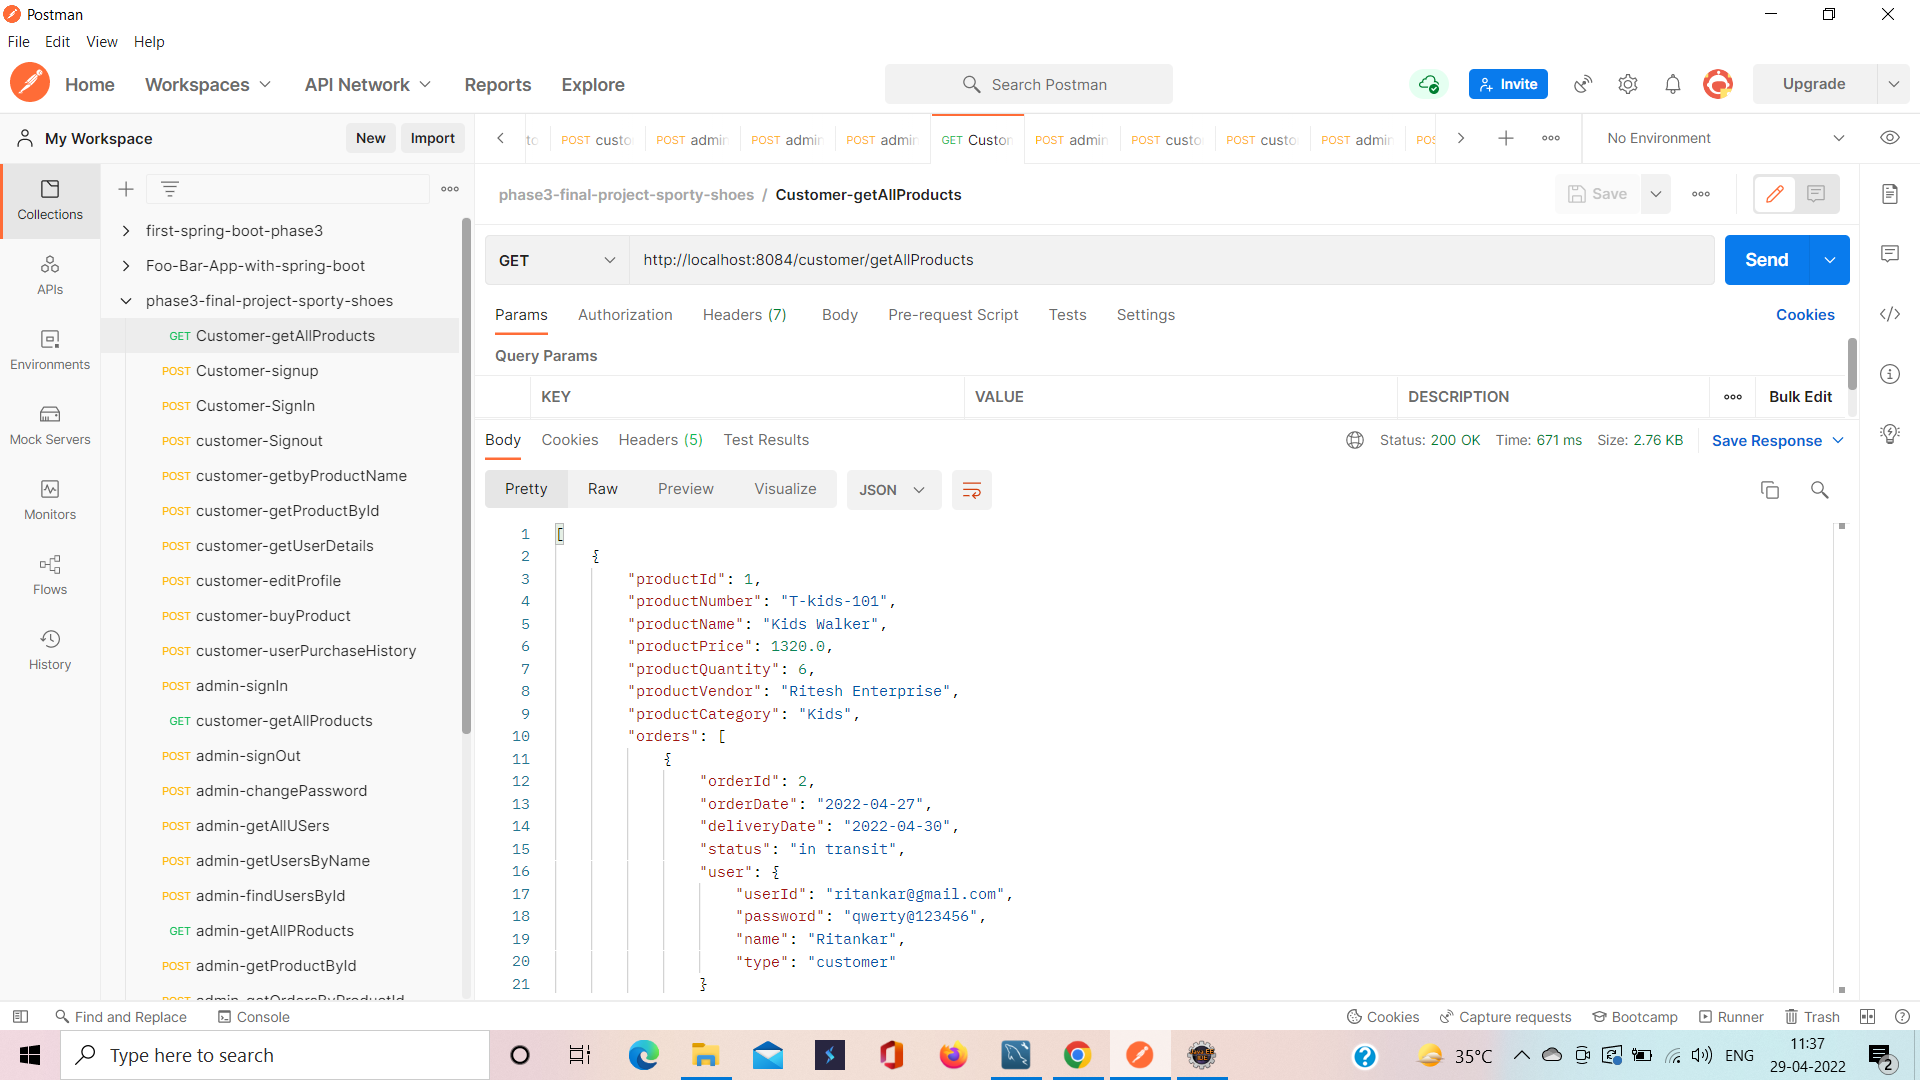 Postman
File Edit View Help
Home Workspaces API Network Reports Explore Search Postman Invite Upgrade
My Workspace New Import POST custo POST admin POST admin POST admin GET Custon POST admin POST custo POST custo POST admin No Environment
phase3-final-project-sporty-shoes / Customer-getAllProducts Save
GET http://localhost:8084/customer/getAllProducts Send
Params Authorization Headers (7) Body Pre-request Script Tests Settings Cookies
Query Params
KEY VALUE DESCRIPTION Bulk Edit
Body Cookies Headers (5) Test Results Status: 200 OK Time: 671 ms Size: 2.76 KB Save Response
Pretty Raw Preview Visualize JSON
Collections
APIs
Environments
Mock Servers
Monitors
Flows
History
first-spring-boot-phase3
Foo-Bar-App-with-spring-boot
phase3-final-project-sporty-shoes
GET Customer-getAllProducts
POST Customer-signup
POST Customer-SignIn
POST customer-Signout
POST customer-getbyProductName
POST customer-getProductById
POST customer-getUserDetails
POST customer-editProfile
POST customer-buyProduct
POST customer-userPurchaseHistory
POST admin-signIn
GET customer-getAllProducts
POST admin-signOut
POST admin-changePassword
POST admin-getAllUSers
POST admin-getUsersByName
POST admin-findUsersById
GET admin-getAllPRoducts
POST admin-getProductById
POST admin-getOrdersByProductId
1 [
2 {
3 "productId": 1,
4 "productNumber": "T-kids-101",
5 "productName": "Kids Walker",
6 "productPrice": 1320.0,
7 "productQuantity": 6,
8 "productVendor": "Ritesh Enterprise",
9 "productCategory": "Kids",
10 "orders": [
11 {
12 "orderId": 2,
13 "orderDate": "2022-04-27",
14 "deliveryDate": "2022-04-30",
15 "status": "in transit",
16 "user": {
17 "userId": "ritankar@gmail.com",
18 "password": "qwerty@123456",
19 "name": "Ritankar",
20 "type": "customer"
21 }
Find and Replace Console Cookies Capture requests Bootcamp Runner Trash
Type here to search 35°C ENG 11:37
29-04-2022 2